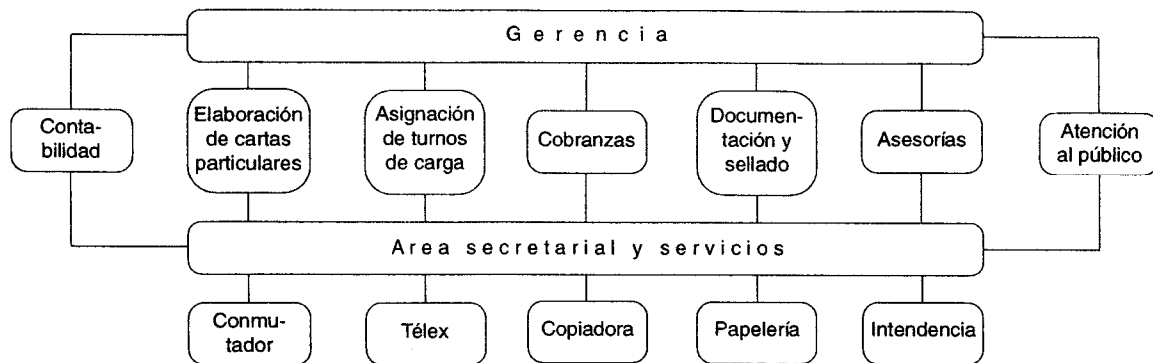 Gerencia
Conta-
bilidad
Elaboración
de cartas
particulares
Asignación
de turnos
de carga
Cobranzas
Documen-
tación y
sellado
Asesorías
Atención
al público
Area secretarial y servicios
Conmu-
tador
Télex
Copiadora
Papelería
Intendencia